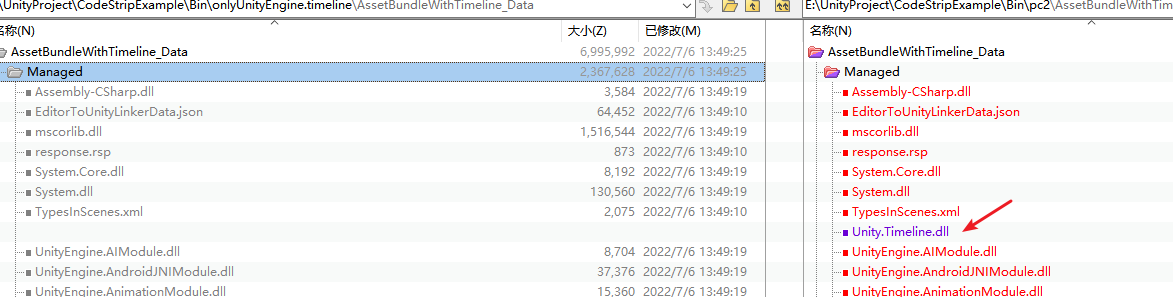 \UnityProject\CodeStripExample\Bin\onlyUnityEngine.timeline\AssetBundleWithTimeline_Data
E:\UnityProject\CodeStripExample\Bin\pc2\AssetBundleWithTim
名称(N) 大小(Z) 已修改(M) 名称(N)
AssetBundleWithTimeline_Data 6,995,992 2022/7/6 13:49:25 AssetBundleWithTimeline_Data
Managed 2,367,628 2022/7/6 13:49:25 Managed
Assembly-CSharp.dll 3,584 2022/7/6 13:49:19 Assembly-CSharp.dll
EditorToUnityLinkerData.json 64,452 2022/7/6 13:49:10 EditorToUnityLinkerData.json
mscorlib.dll 1,516,544 2022/7/6 13:49:19 mscorlib.dll
response.rsp 873 2022/7/6 13:49:10 response.rsp
System.Core.dll 8,192 2022/7/6 13:49:19 System.Core.dll
System.dll 130,560 2022/7/6 13:49:19 System.dll
TypesInScenes.xml 2,075 2022/7/6 13:49:10 TypesInScenes.xml
Unity.Timeline.dll
UnityEngine.AIModule.dll 8,704 2022/7/6 13:49:19 UnityEngine.AIModule.dll
UnityEngine.AndroidJNIModule.dll 37,376 2022/7/6 13:49:19 UnityEngine.AndroidJNIModule.dll
UnityEngine.AnimationModule.dll 15,360 2022/7/6 13:49:19 UnityEngine.AnimationModule.dll